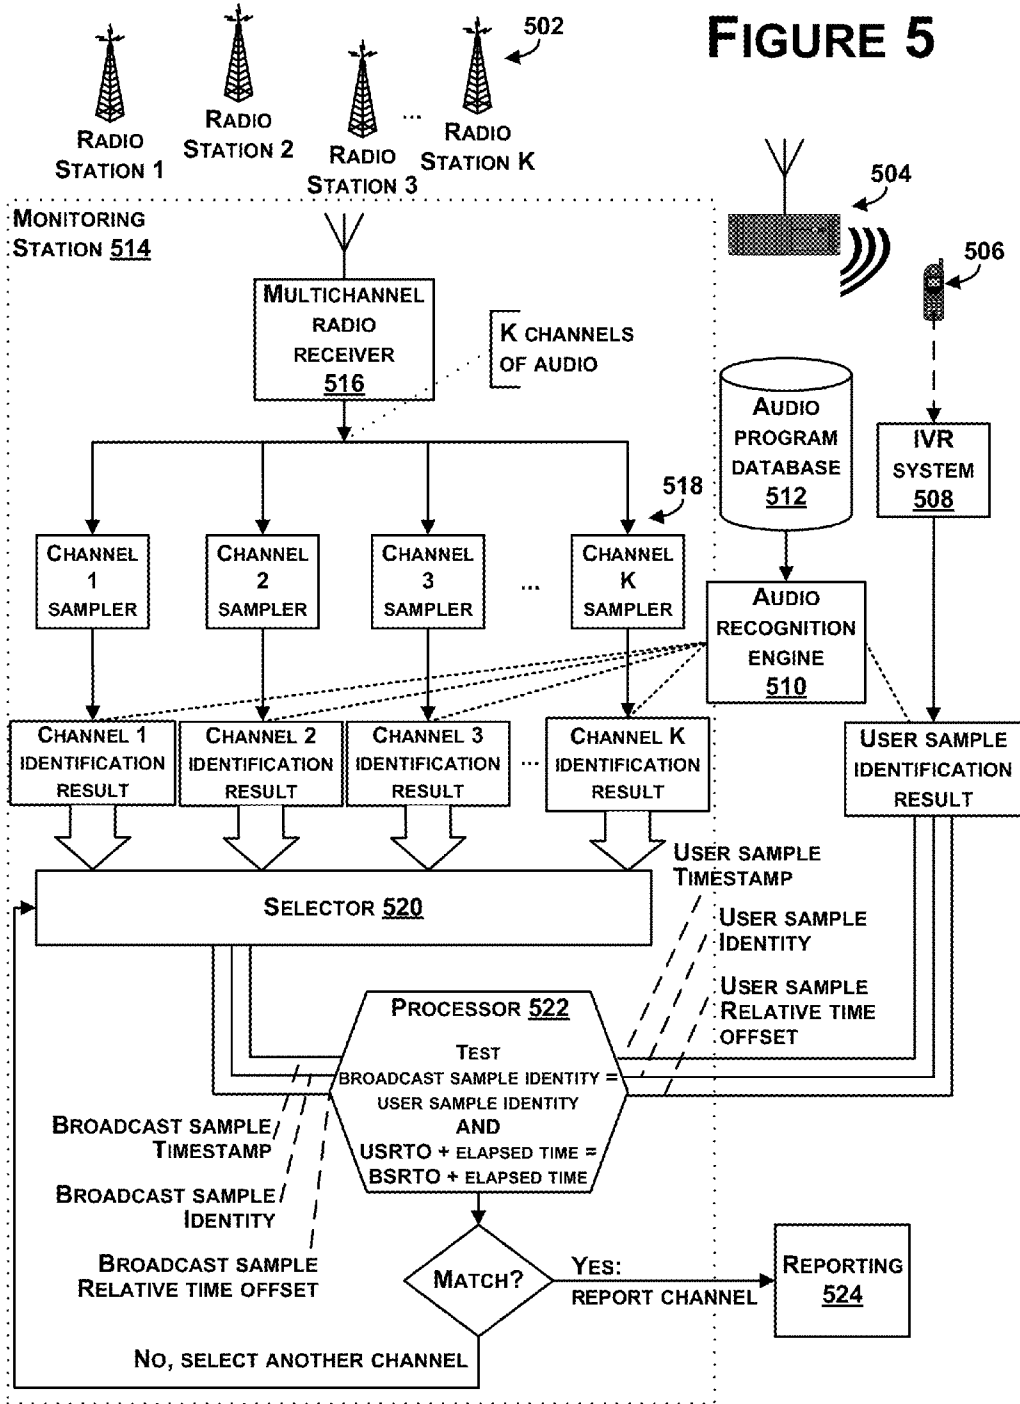 FIGURE 5
502
RADIO
STATION 1
RADIO
STATION 2
RADIO
STATION 3
...
RADIO
STATION K
504
506
MONITORING
STATION 514
MULTICHANNEL
RADIO
RECEIVER
516
K CHANNELS
OF AUDIO
AUDIO
PROGRAM
DATABASE
512
IVR
SYSTEM
508
518
CHANNEL
1
SAMPLER
CHANNEL
2
SAMPLER
CHANNEL
3
SAMPLER
...
CHANNEL
K
SAMPLER
AUDIO
RECOGNITION
ENGINE
510
CHANNEL 1
IDENTIFICATION
RESULT
CHANNEL 2
IDENTIFICATION
RESULT
CHANNEL 3
IDENTIFICATION
RESULT
...
CHANNEL K
IDENTIFICATION
RESULT
USER SAMPLE
IDENTIFICATION
RESULT
SELECTOR 520
USER SAMPLE
TIMESTAMP
USER SAMPLE
IDENTITY
USER SAMPLE
RELATIVE TIME
OFFSET
PROCESSOR 522
TEST
BROADCAST SAMPLE IDENTITY =
USER SAMPLE IDENTITY
AND
USRTO + ELAPSED TIME =
BSRTO + ELAPSED TIME
BROADCAST SAMPLE
TIMESTAMP
BROADCAST SAMPLE
IDENTITY
BROADCAST SAMPLE
RELATIVE TIME OFFSET
MATCH?
YES:
REPORT CHANNEL
REPORTING
524
NO, SELECT ANOTHER CHANNEL